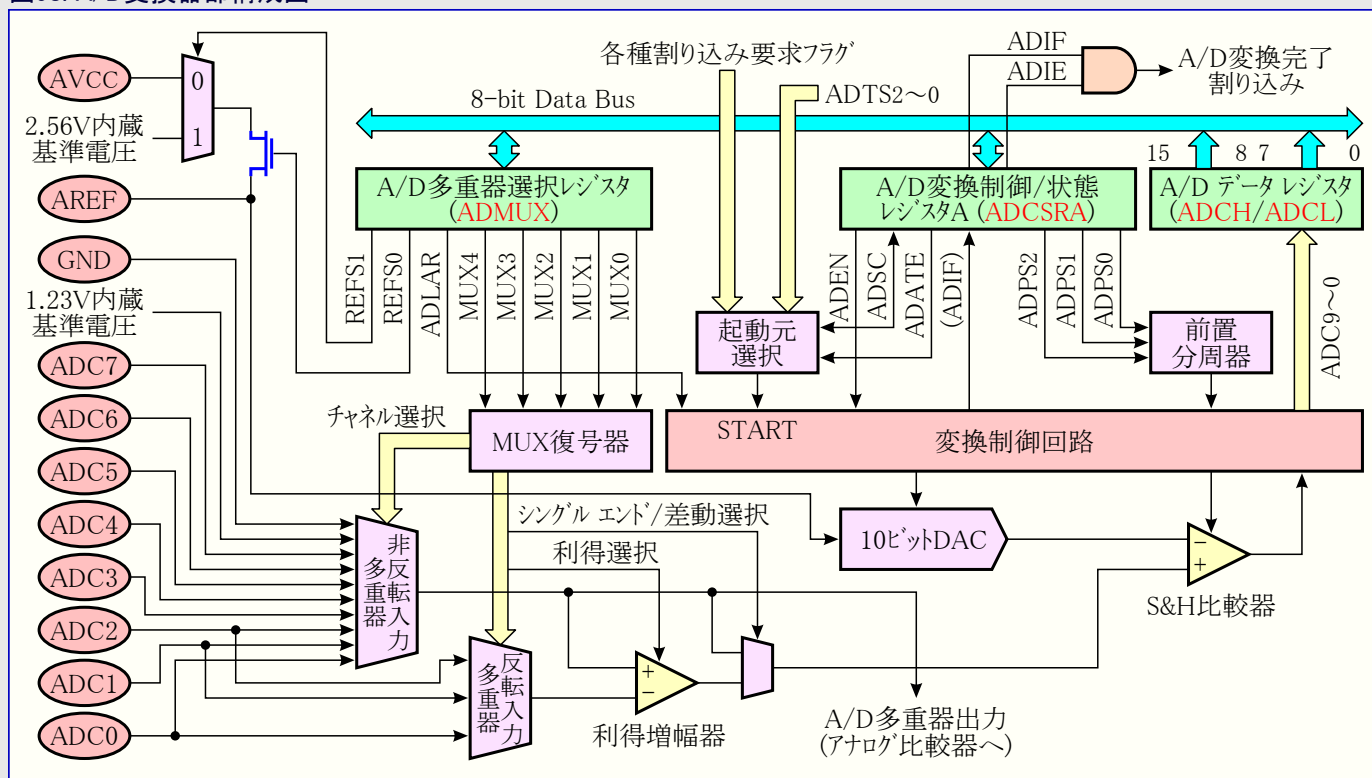 AVCC
2.56V内蔵
基準電圧
AREF
GND
1.23V内蔵
基準電圧
ADC7
ADC6
ADC5
ADC4
ADC3
ADC2
ADC1
ADC0
0
1
8-bit Data Bus
各種割り込み要求フラグ
ADTS2～0
ADIF
ADIE
A/D変換完了
割り込み
15
8
7
0
A/D多重器選択レジスタ
(ADMUX)
A/D変換制御/状態
レジスタA (ADCSRA)
A/D データ レジスタ
(ADCH/ADCL)
REFS1
REFS0
ADLAR
MUX4
MUX3
MUX2
MUX1
MUX0
ADEN
ADSC
ADATE
(ADIF)
ADPS2
ADPS1
ADPS0
ADC9～0
起動元
選択
前置
分周器
チャネル選択
MUX復号器
START
変換制御回路
シングル エンド/差動選択
利得選択
10ビットDAC
非反転入力
多重器
反転入力
多重器
+
−
利得増幅器
−
+
S&H比較器
A/D多重器出力
(アナログ比較器へ)